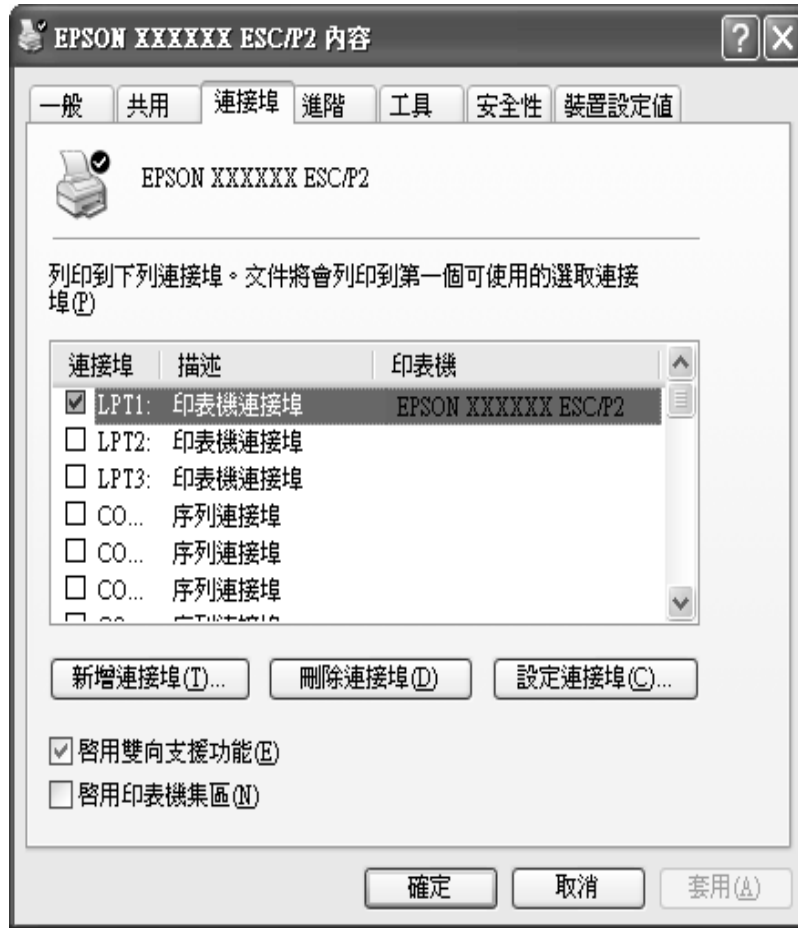 EPSON XXXXXX ESC/P2 內容
一般 共用 連接埠 進階 工具 安全性 裝置設定值
EPSON XXXXXX ESC/P2
列印到下列連接埠。文件將會列印到第一個可使用的選取連接
埠(P)
連接埠 描述 印表機
LPT1: 印表機連接埠 EPSON XXXXXX ESC/P2
LPT2: 印表機連接埠
LPT3: 印表機連接埠
CO... 序列連接埠
CO... 序列連接埠
CO... 序列連接埠
新增連接埠(T)... 刪除連接埠(D) 設定連接埠(C)...
啓用雙向支援功能(E)
啓用印表機集區(N)
確定 取消 套用(A)